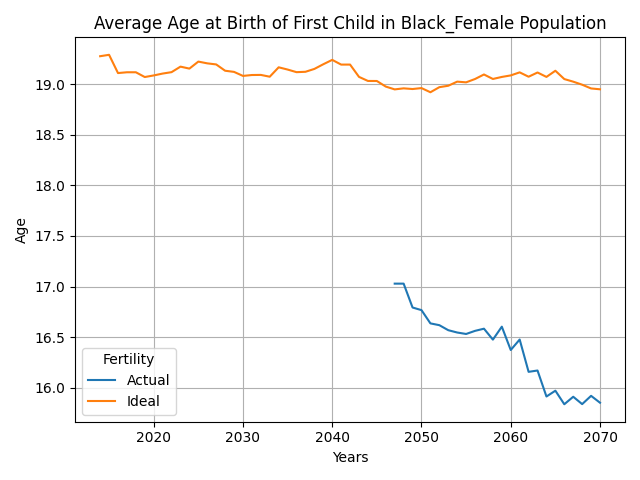 Average Age at Birth of First Child in Black_Female Population
Age
19.0
18.5
18.0
17.5
17.0
16.5
16.0
Fertility
Actual
Ideal
2020 2030 2040 2050 2060 2070
Years